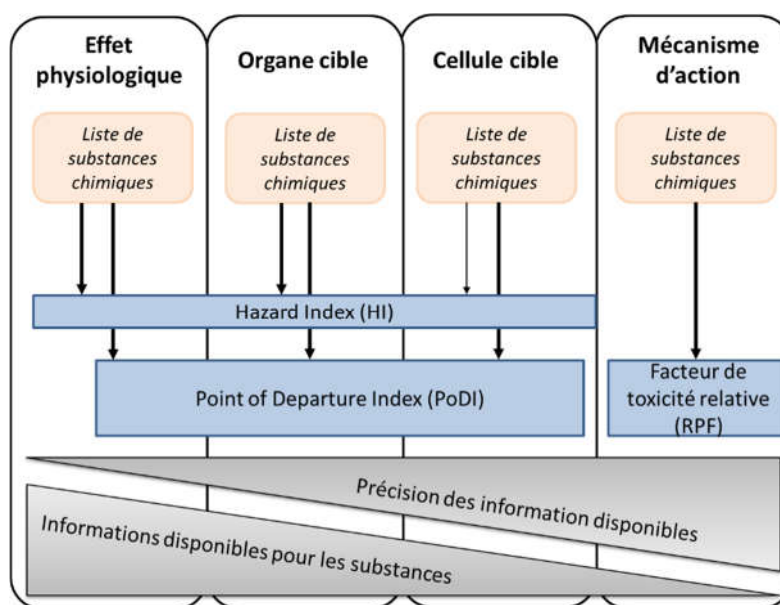 Effet
physiologique
Organe cible
Cellule cible
Mécanisme
d'action
Liste de
substances
chimiques
Liste de
substances
chimiques
Liste de
substances
chimiques
Liste de
substances
chimiques
Hazard Index (HI)
Point of Departure Index (PoDI)
Facteur de
toxicité relative
(RPF)
Précision des information disponibles
Informations disponibles pour les substances